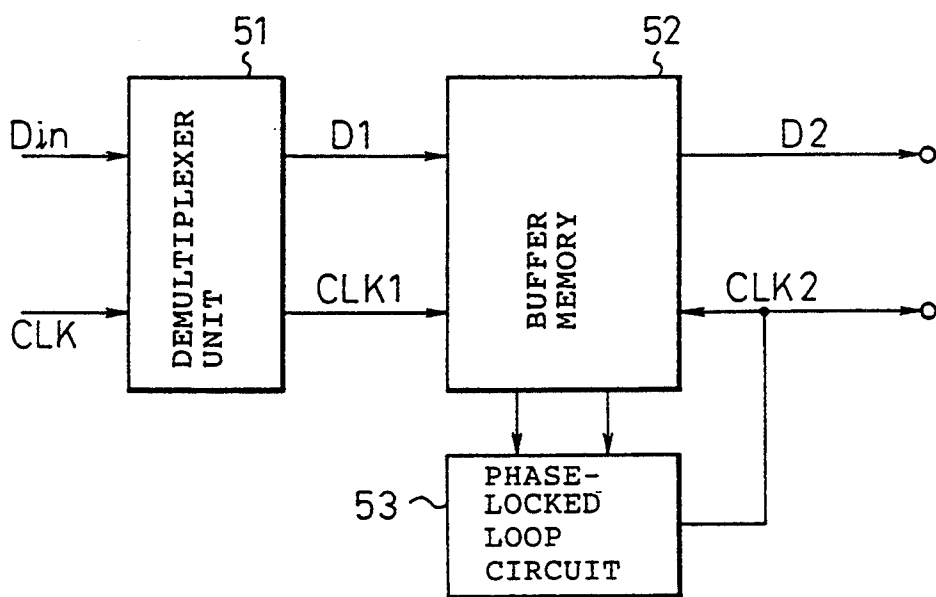 51
52
Din
D1
D2
DEMULTIPLEXER
UNIT
BUFFER
MEMORY
CLK
CLK1
CLK2
53
PHASE-
LOCKED
LOOP
CIRCUIT